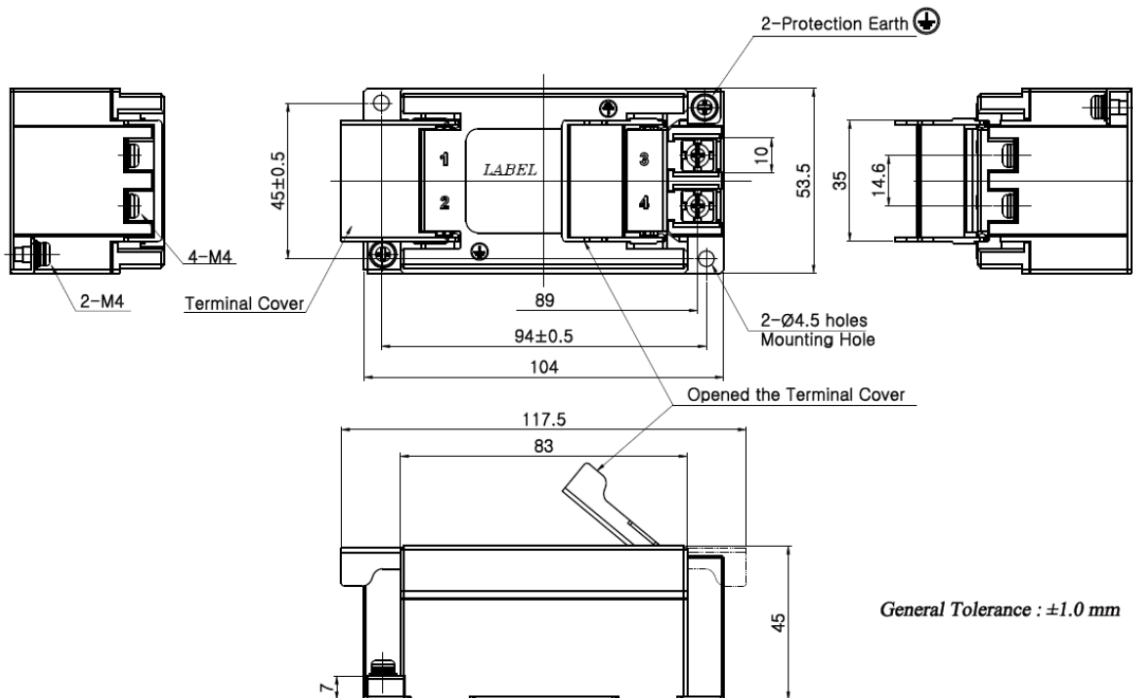 2-Protection Earth
45±0.5
1
2
LABEL
3
4
10
53.5
35
14.6
4-M4
2-M4
Terminal Cover
89
94±0.5
104
2-Ø4.5 holes
Mounting Hole
Opened the Terminal Cover
117.5
83
45
7
General Tolerance : ±1.0 mm